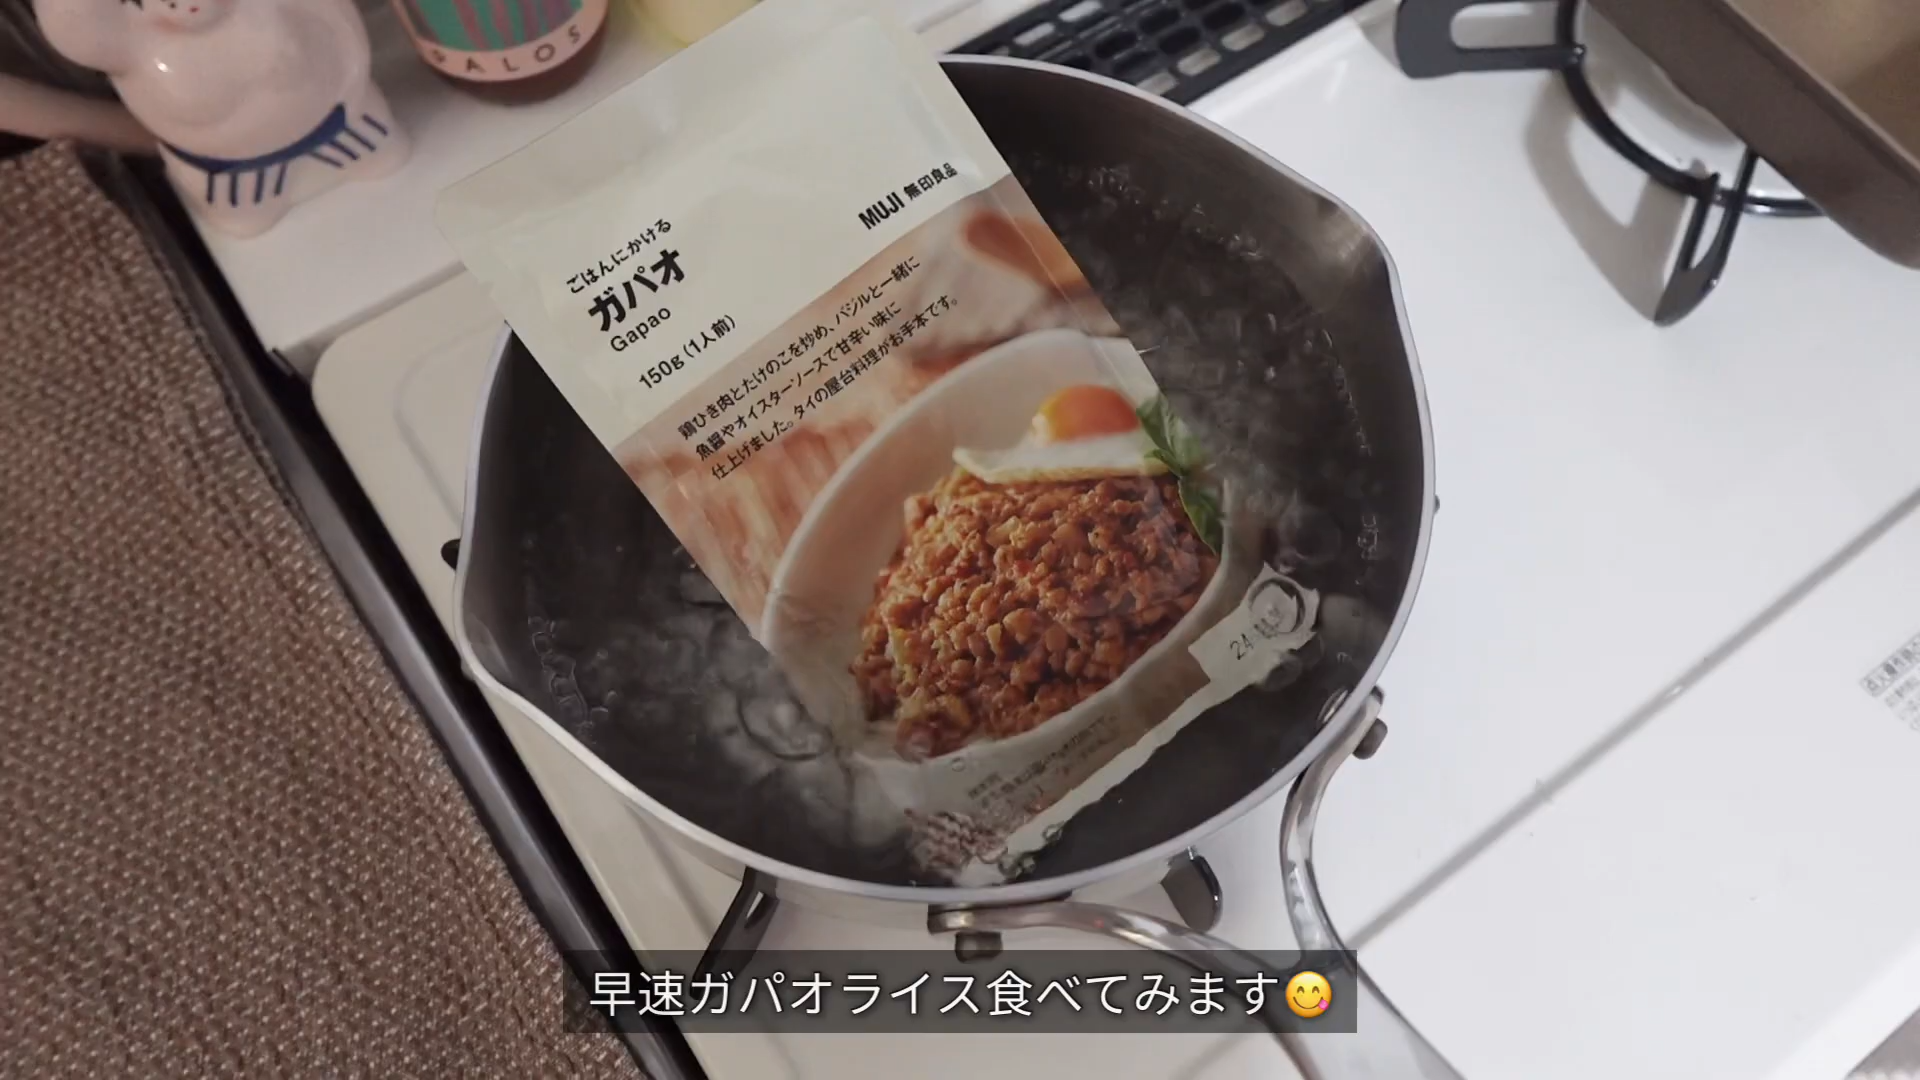 GALOS
MUJI 無印良品
ごはんにかける
ガパオ
Gapao
150g（1人前）
鶏ひき肉とたけのこを炒め、バジルと一緒に
魚醤やオイスターソースで甘辛い味に
仕上げました。タイの屋台料理がお手本です。
24
早速ガパオライス食べてみます😋